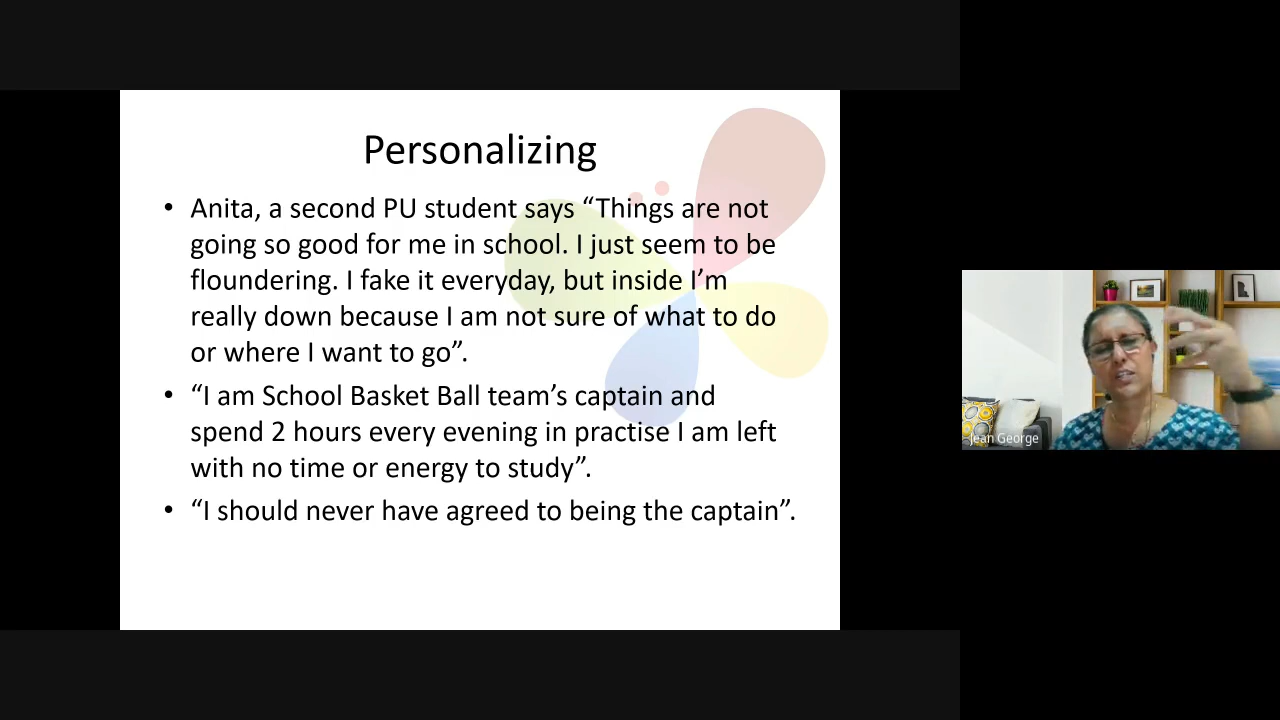 Personalizing
• Anita, a second PU student says “Things are not
going so good for me in school. I just seem to be
floundering. I fake it everyday, but inside I’m
really down because I am not sure of what to do
or where I want to go”.
• “I am School Basket Ball team’s captain and
spend 2 hours every evening in practise I am left
with no time or energy to study”.
• “I should never have agreed to being the captain”.
Jean George